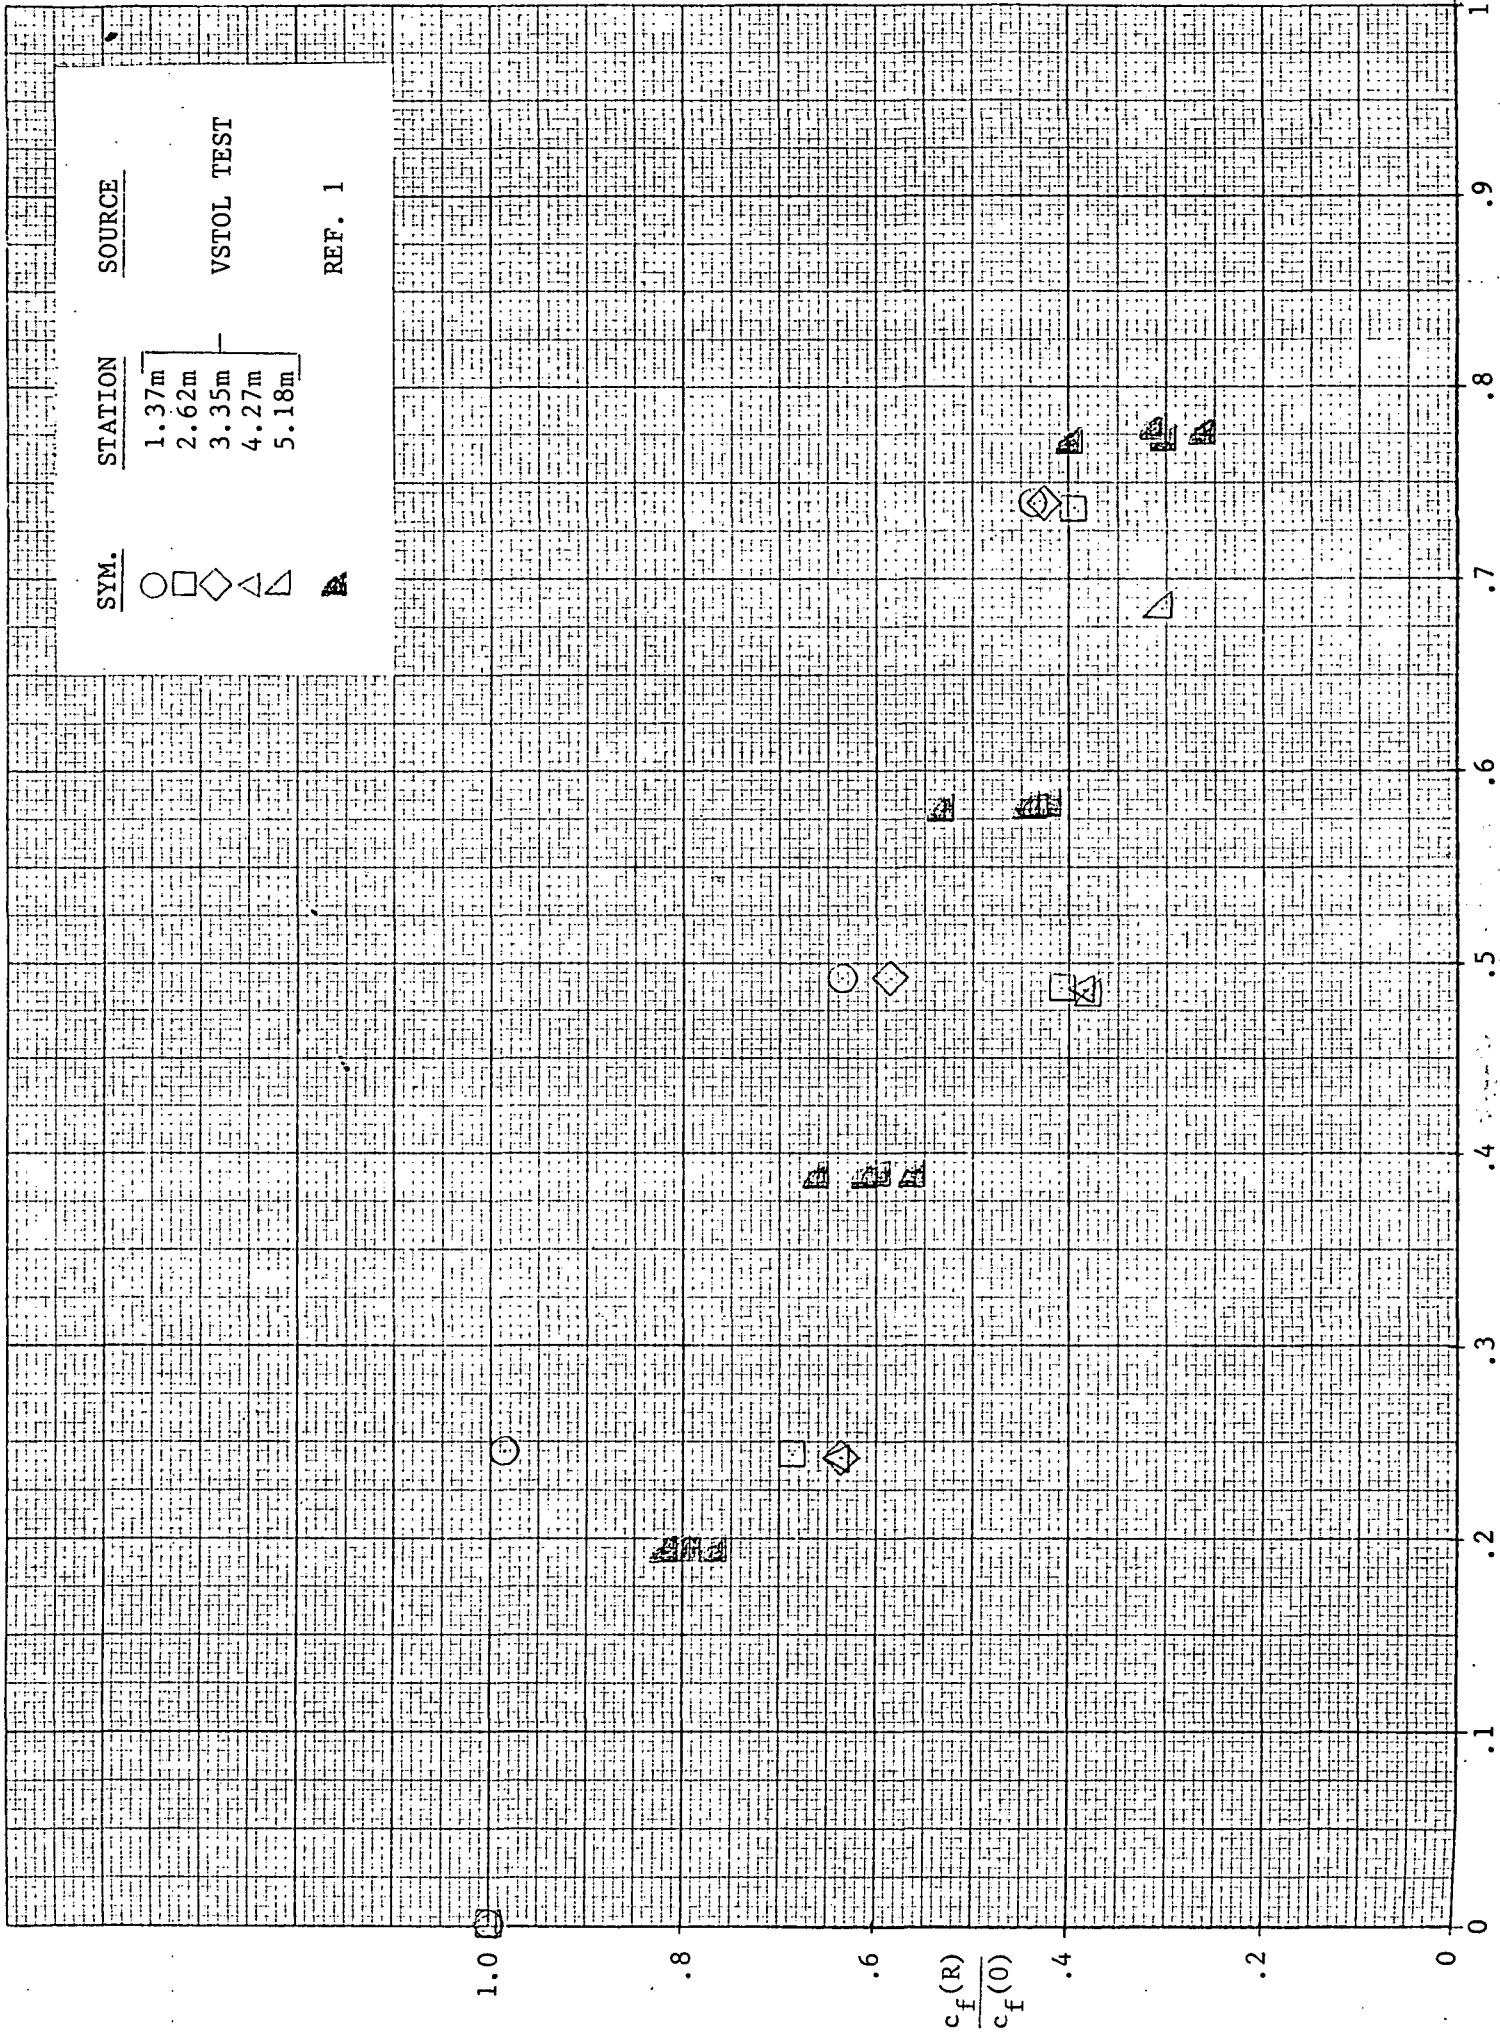 SYM. STATION SOURCE
1.37m
2.62m
3.35m VSTOL TEST
4.27m
5.18m
REF. 1
1.0
.8
.6
c_f(R)
c_f(0)
.4
.2
0
0 .1 .2 .3 .4 .5 .6 .7 .8 .9 1